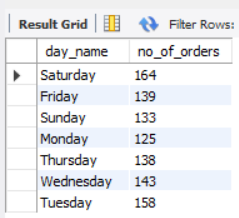 Result Grid Filter Rows:
day_name no_of_orders
Saturday 164
Friday 139
Sunday 133
Monday 125
Thursday 138
Wednesday 143
Tuesday 158